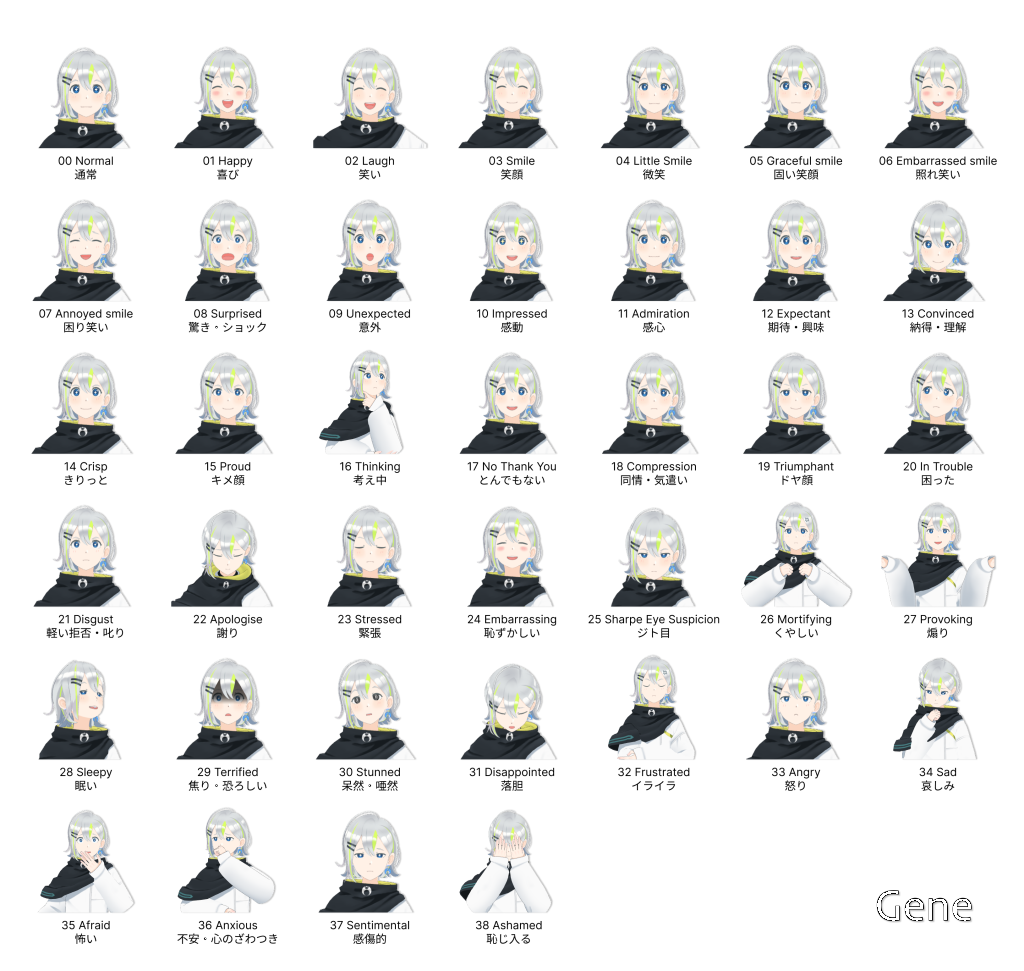 00 Normal
通常
01 Happy
喜び
02 Laugh
笑い
03 Smile
笑顔
04 Little Smile
微笑
05 Graceful smile
固い笑顔
06 Embarrassed smile
照れ笑い
07 Annoyed smile
困り笑い
08 Surprised
驚き・ショック
09 Unexpected
意外
10 Impressed
感動
11 Admiration
感心
12 Expectant
期待・興味
13 Convinced
納得・理解
14 Crisp
きりっと
15 Proud
キメ顔
16 Thinking
考え中
17 No Thank You
とんでもない
18 Compression
同情・気遣い
19 Triumphant
ドヤ顔
20 In Trouble
困った
21 Disgust
軽い拒否・叱り
22 Apologise
謝り
23 Stressed
緊張
24 Embarrassing
恥ずかしい
25 Sharpe Eye Suspicion
ジト目
26 Mortifying
くやしい
27 Provoking
煽り
28 Sleepy
眠い
29 Terrified
焦り・恐ろしい
30 Stunned
呆然・唖然
31 Disappointed
落胆
32 Frustrated
イライラ
33 Angry
怒り
34 Sad
哀しみ
35 Afraid
怖い
36 Anxious
不安・心のざわつき
37 Sentimental
感傷的
38 Ashamed
恥じ入る
Gene